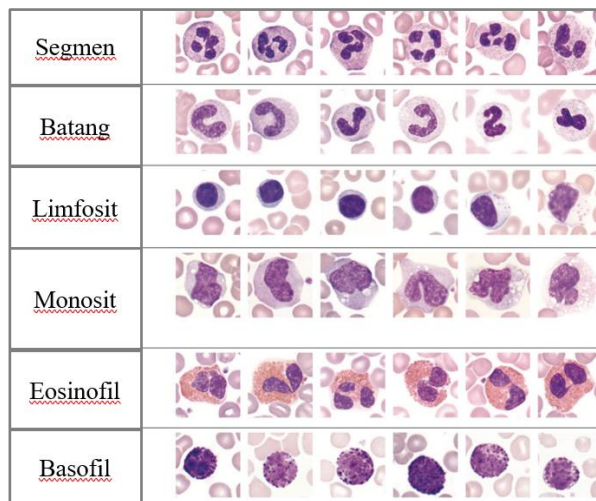 Segmen
Batang
Limfosit
Monosit
Eosinofil
Basofil